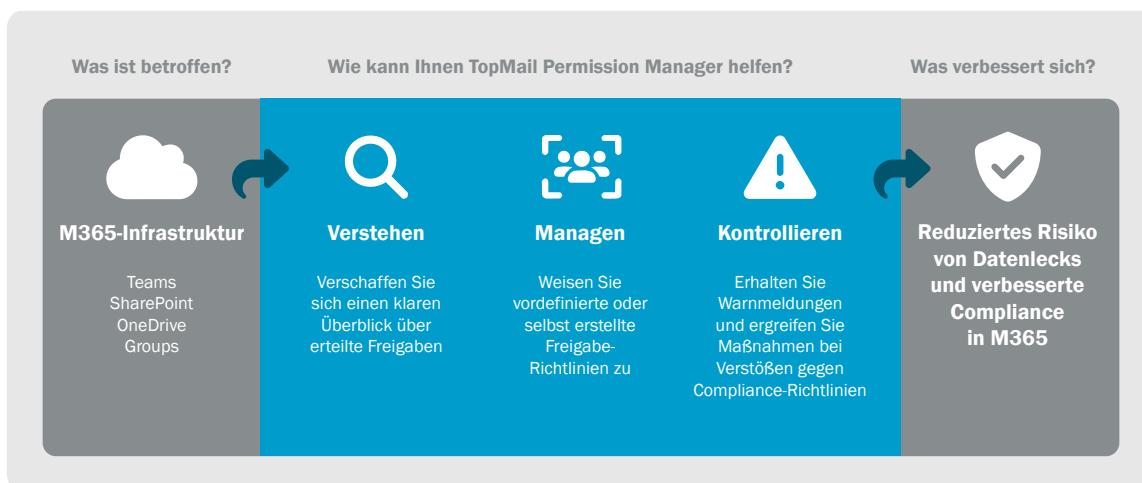 Was ist betroffen?
Wie kann Ihnen TopMail Permission Manager helfen?
Was verbessert sich?
M365-Infrastruktur
Teams
SharePoint
OneDrive
Groups
Verstehen
Verschaffen Sie
sich einen klaren
Überblick über
erteilte Freigaben
Managen
Weisen Sie
vordefinierte oder
selbst erstellte
Freigabe-
Richtlinien zu
Kontrollieren
Erhalten Sie
Warnmeldungen
und ergreifen Sie
Maßnahmen bei
Verstößen gegen
Compliance-Richtlinien
Reduziertes Risiko
von Datenlecks
und verbesserte
Compliance
in M365